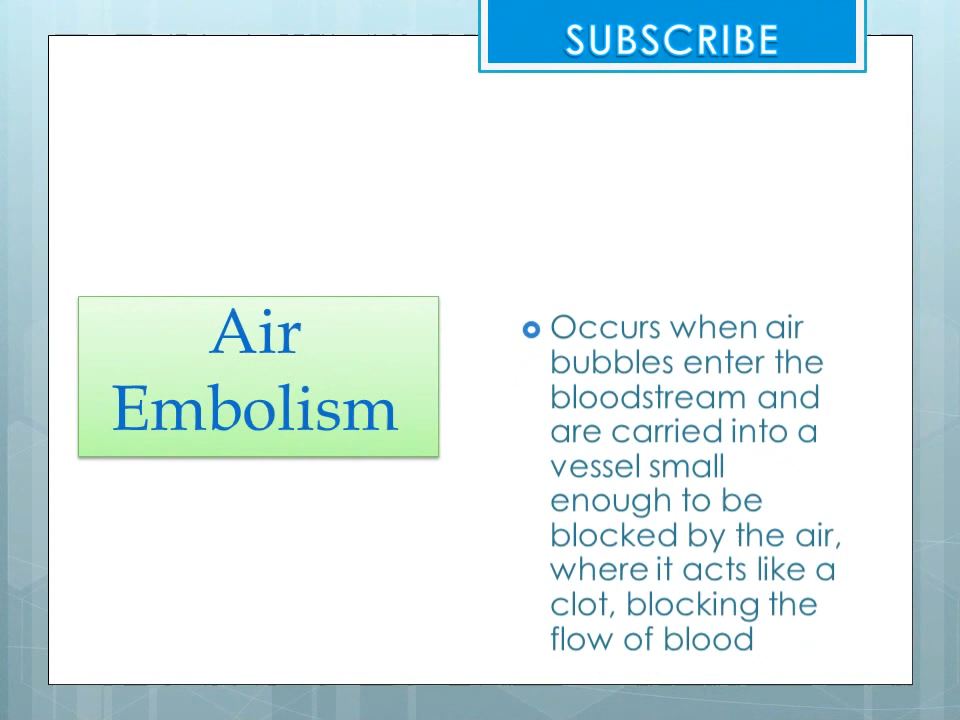 SUBSCRIBE
Air
Embolism
Occurs when air
bubbles enter the
bloodstream and
are carried into a
vessel small
enough to be
blocked by the air,
where it acts like a
clot, blocking the
flow of blood